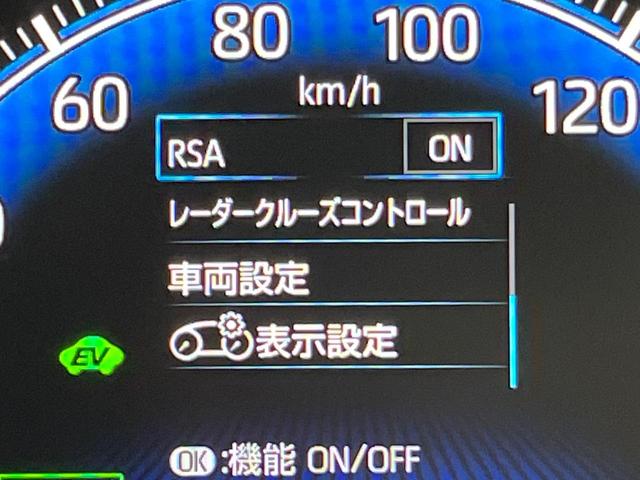 80 100
60 km/h 120
RSA ON
レーダークルーズコントロール
車両設定
表示設定
EV
OK:機能 ON/OFF